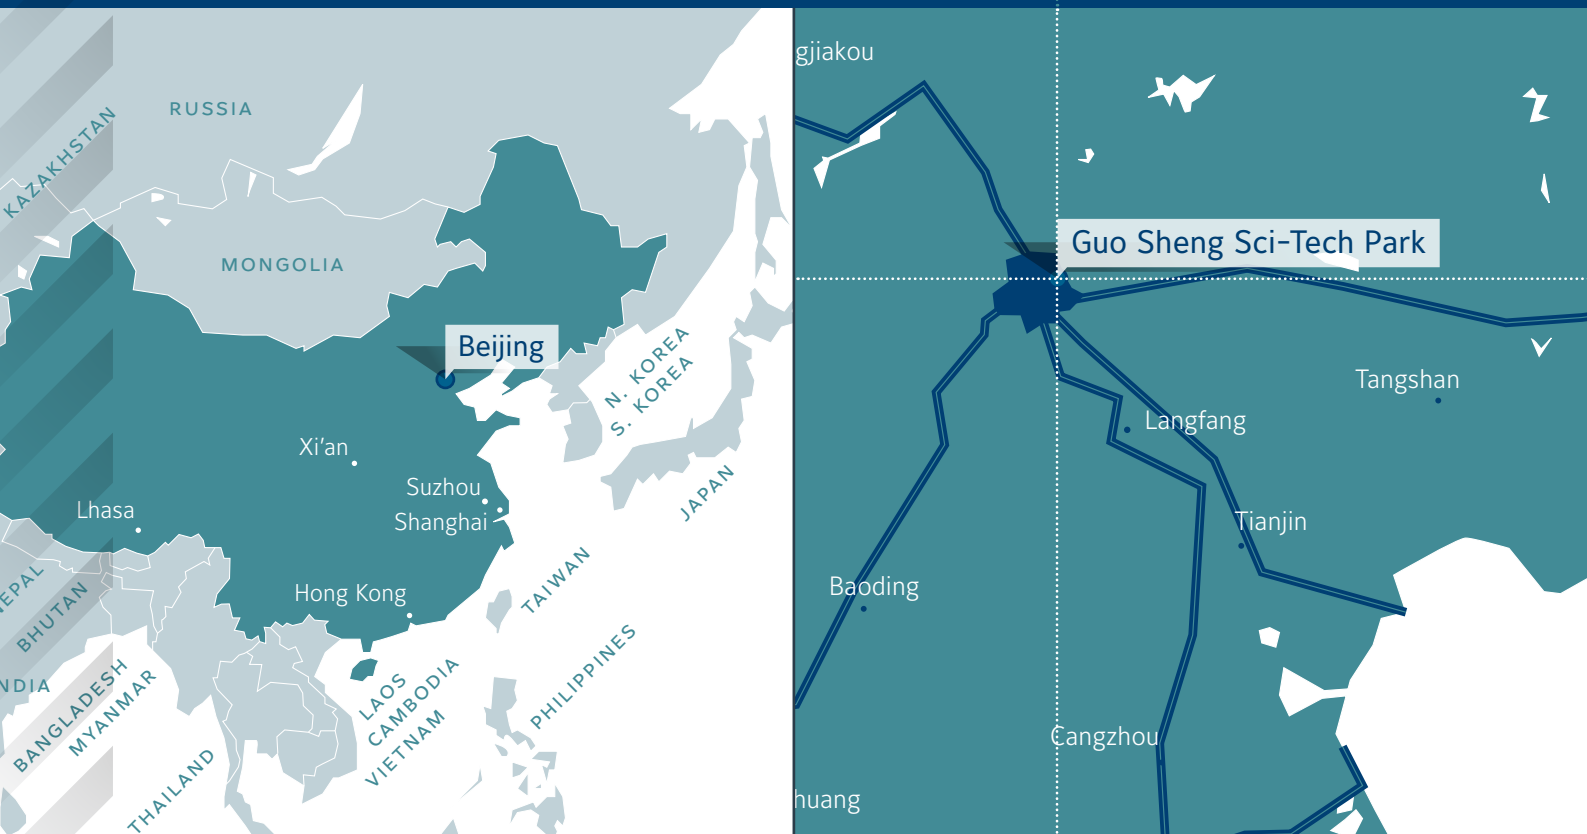 RUSSIA
KAZAKHSTAN
MONGOLIA
Beijing
N. KOREA
S. KOREA
Xi'an
Suzhou
Shanghai
Lhasa
JAPAN
Hong Kong
TAIWAN
EPAL
BHUTAN
NDIA
BANGLADESH
MYANMAR
LAOS
CAMBODIA
VIETNAM
PHILIPPINES
THAILAND
gjiakou
Guo Sheng Sci-Tech Park
Tangshan
Langfang
Tianjin
Baoding
Cangzhou
huang